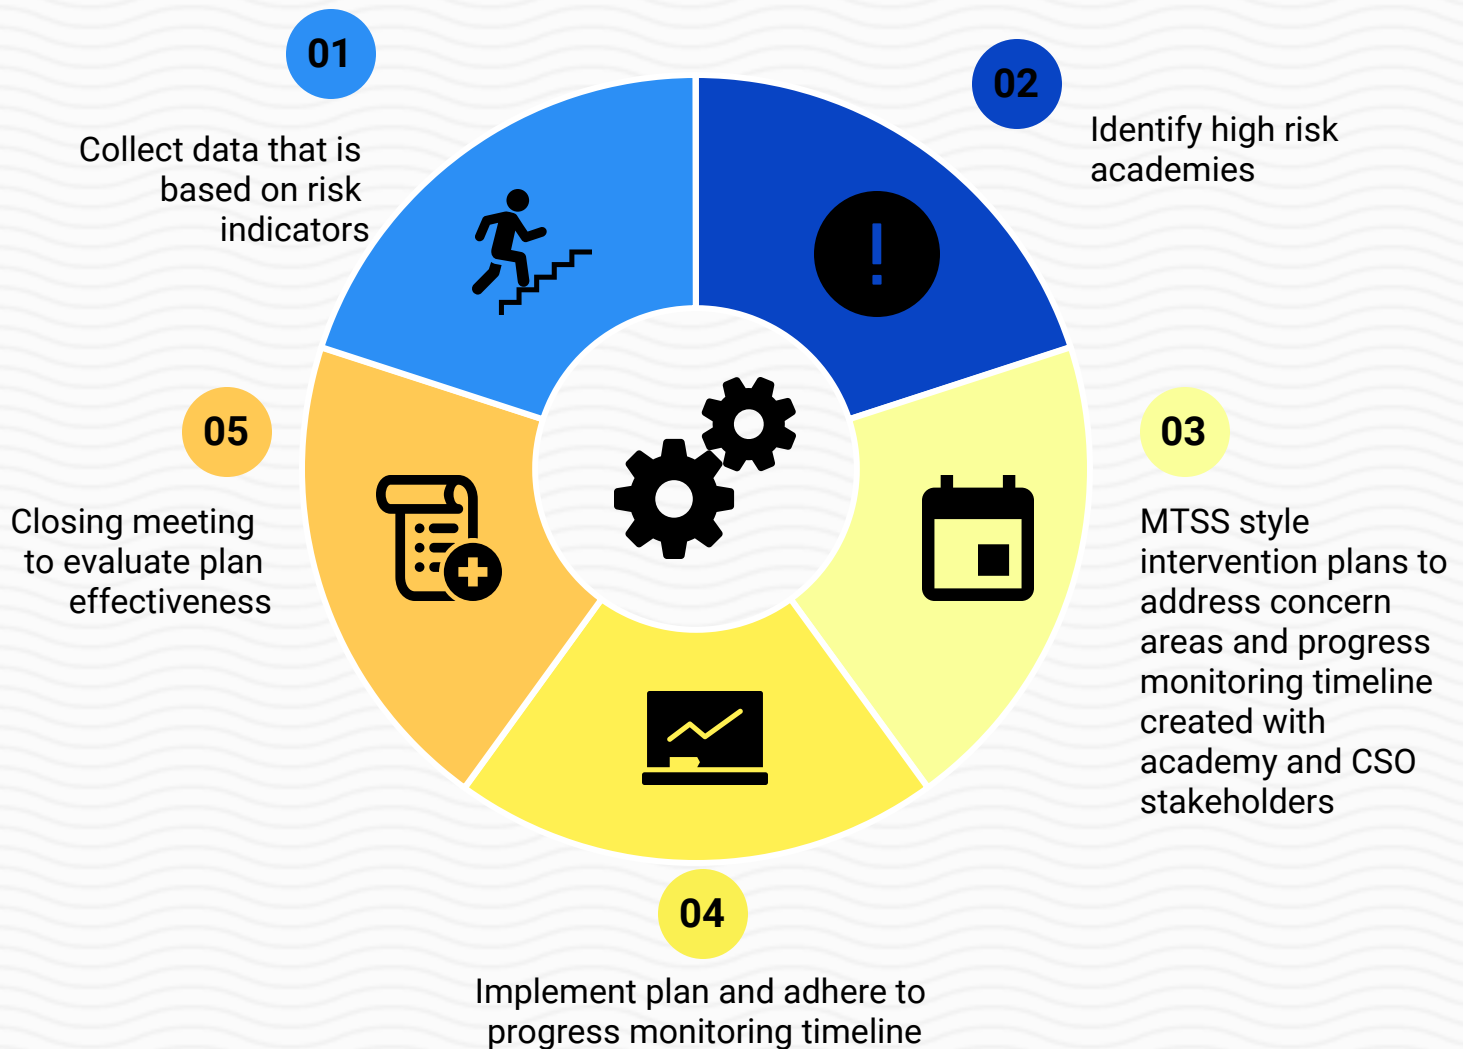 01
Collect data that is
based on risk
indicators
02
Identify high risk
academies
03
MTSS style
intervention plans to
address concern
areas and progress
monitoring timeline
created with
academy and CSO
stakeholders
04
Implement plan and adhere to
progress monitoring timeline
05
Closing meeting
to evaluate plan
effectiveness